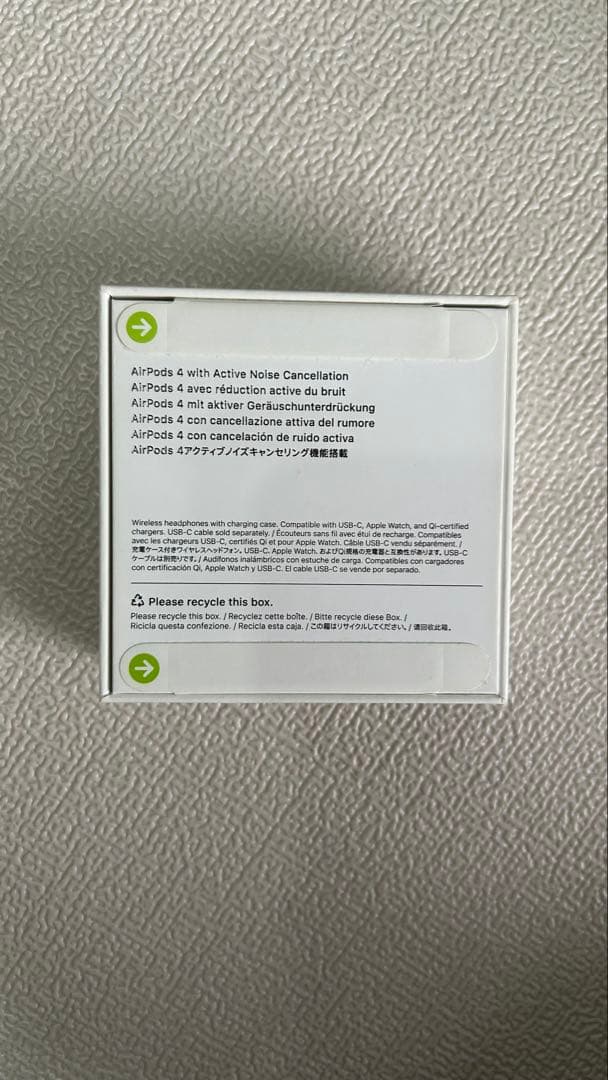 AirPods 4 with Active Noise Cancellation
AirPods 4 avec réduction active du bruit
AirPods 4 mit aktiver Geräuschunterdrückung
AirPods 4 con cancellazione attiva del rumore
AirPods 4 con cancelación de ruido activa
AirPods 4アクティブノイズキャンセリング機能搭載
Wireless headphones with charging case. Compatible with USB-C, Apple Watch, and Qi-certified
chargers. USB-C cable sold separately. / Écouteurs sans fil avec étui de recharge. Compatibles
avec les chargeurs USB-C, certifiés Qi et pour Apple Watch. Câble USB-C vendu séparément. /
充電ケース付きワイヤレスヘッドフォン。USB-C、Apple Watch、およびQi規格の充電器と互換性があります。USB-C
ケーブルは別売りです。/ Audífonos inalámbricos con estuche de carga. Compatibles con cargadores
con certificación Qi, Apple Watch y USB-C. El cable USB-C se vende por separado.
Please recycle this box.
Please recycle this box. / Recyclez cette boîte. / Bitte recycle diese Box. /
Ricicla questa confezione. / Recicla esta caja. / この箱はリサイクルしてください。/ 请回收此箱。